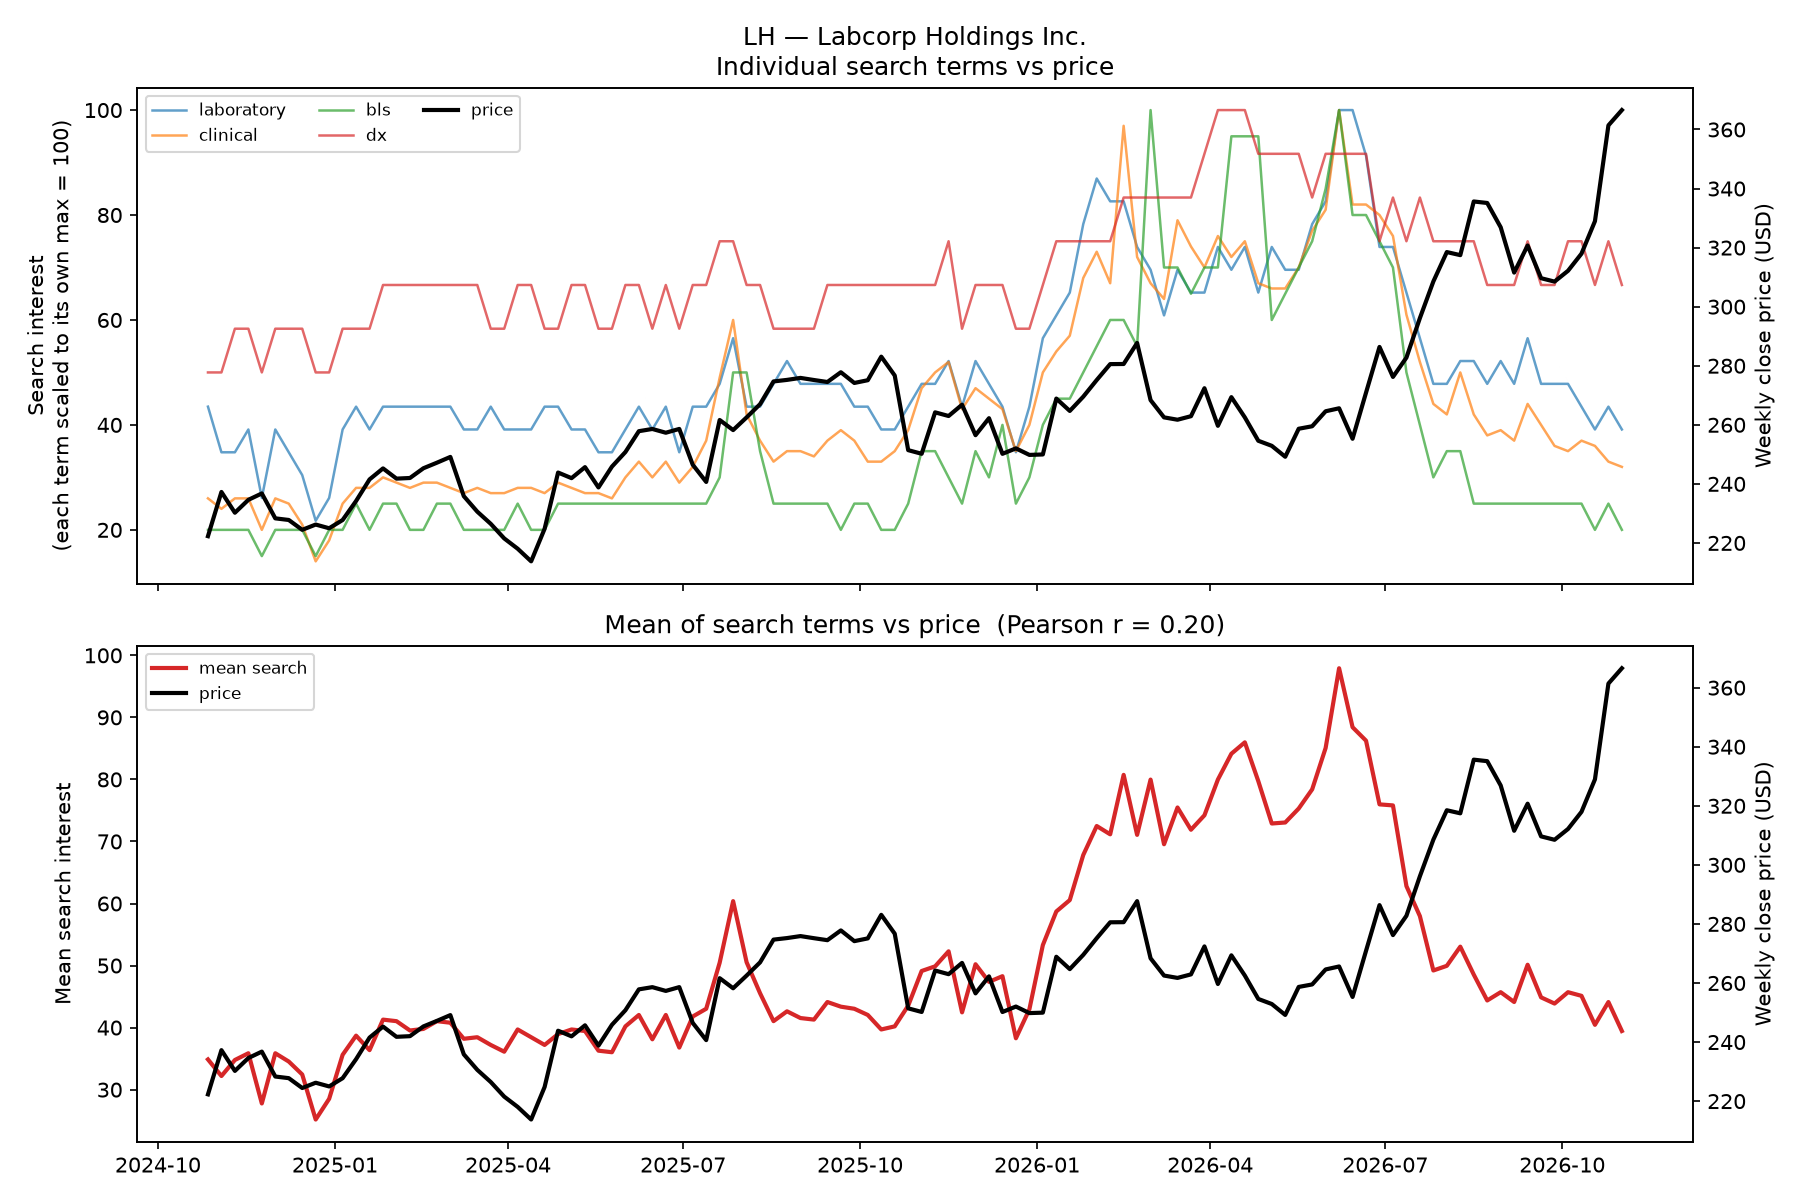 LH — Labcorp Holdings Inc.
Individual search terms vs price
laboratory
clinical
bls
dx
price
100
80
60
40
20
Search interest
(each term scaled to its own max = 100)
360
340
320
300
280
260
240
220
Weekly close price (USD)
Mean of search terms vs price (Pearson r = 0.20)
mean search
price
100
90
80
70
60
50
40
30
Mean search interest
360
340
320
300
280
260
240
220
Weekly close price (USD)
2024-10
2025-01
2025-04
2025-07
2025-10
2026-01
2026-04
2026-07
2026-10